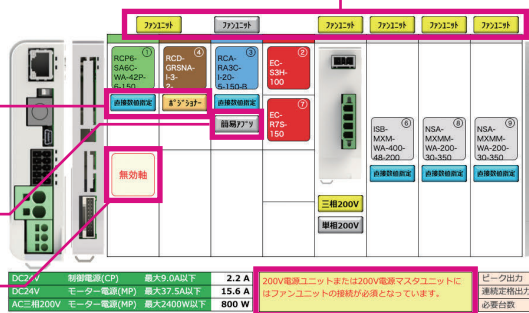 ファンユニット
ファンユニット
ファンユニット
ファンユニット
ファンユニット
ファンユニット
①
RCP6-
SA6C-
WA-42P
6-150
直接数値指定
④
RCD-
GRSNA-
I-3-
2-
ポジショナー
③
RCA-
RA3C-
I-20-
5-150-B
直接数値指定
②
EC-
S3H-
100
簡易アブソ
⑦
EC-
R7S-
150
無効軸
⑥
ISB-
MXM-
WA-400-
48-200
直接数値指定
⑧
NSA-
MXMM-
WA-200-
30-350
直接数値指定
⑨
NSA-
MXMM-
WA-200-
30-350
直接数値指定
三相200V
単相200V
DC24V 制御電源(CP) 最大9.0A以下 2.2 A
DC24V モーター電源(MP) 最大37.5A以下 15.6 A
AC三相200V モーター電源(MP) 最大2400W以下 800 W
200V電源ユニットまたは200V電源マスタユニットに
はファンユニットの接続が必須となっています。
ピーク出力
連続定格出力
必要台数